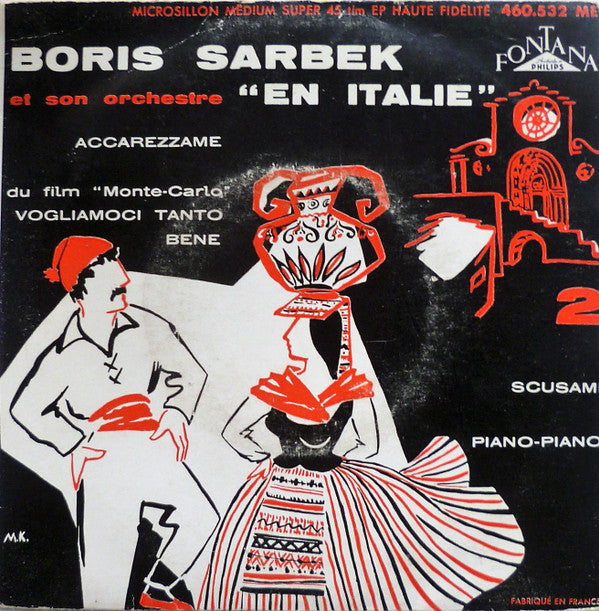 MICROSILLON MÉDIUM SUPER 45 t/m EP HAUTE FIDÉLITÉ 460.532 ME
BORIS SARBEK
FONTANA
PHILIPS
et son orchestre "EN ITALIE"
ACCAREZZAME
du film "Monte-Carlo"
VOGLIAMOCI TANTO
BENE
2
SCUSAMI
PIANO-PIANO
M.K.
FABRIQUÉ EN FRANCE